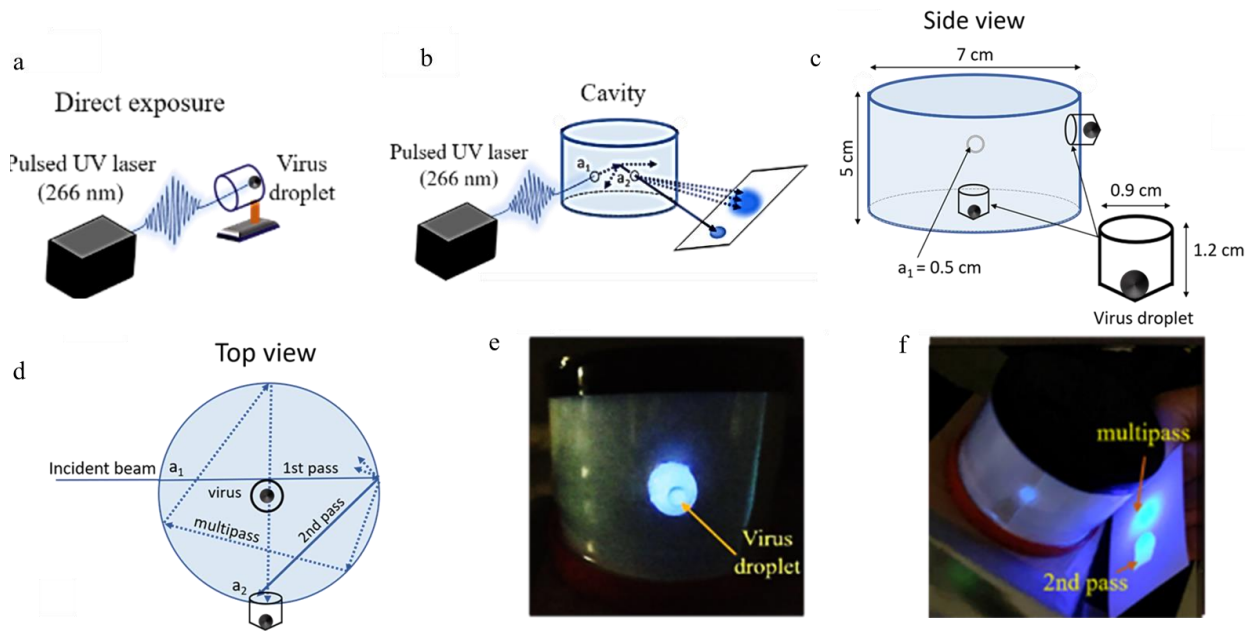 a
Direct exposure
Pulsed UV laser
(266 nm)
Virus
droplet
b
Cavity
Pulsed UV laser
(266 nm)
a1
a2
c
Side view
7 cm
5 cm
a1 = 0.5 cm
0.9 cm
1.2 cm
Virus droplet
d
Top view
Incident beam
a1
1st pass
virus
2nd pass
multipass
a2
e
Virus
droplet
f
multipass
2nd pass